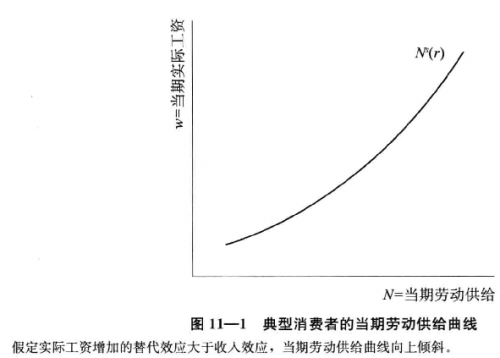 w=当期实际工资
Nˢ(r)
N=当期劳动供给
图 11—1 典型消费者的当期劳动供给曲线
假定实际工资增加的替代效应大于收入效应，当期劳动供给曲线向上倾斜。